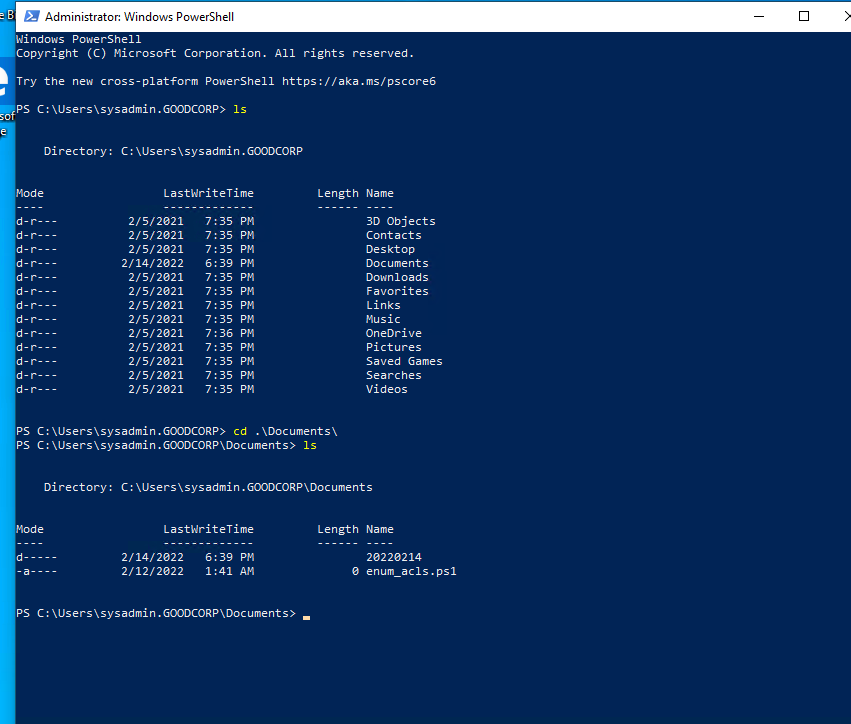 Administrator: Windows PowerShell
Windows PowerShell
Copyright (C) Microsoft Corporation. All rights reserved.
Try the new cross-platform PowerShell https://aka.ms/pscore6
PS C:\Users\sysadmin.GOODCORP> ls
Directory: C:\Users\sysadmin.GOODCORP
Mode LastWriteTime Length Name
---- ------------- ------ ----
d-r--- 2/5/2021 7:35 PM 3D Objects
d-r--- 2/5/2021 7:35 PM Contacts
d-r--- 2/5/2021 7:35 PM Desktop
d-r--- 2/14/2022 6:39 PM Documents
d-r--- 2/5/2021 7:35 PM Downloads
d-r--- 2/5/2021 7:35 PM Favorites
d-r--- 2/5/2021 7:35 PM Links
d-r--- 2/5/2021 7:35 PM Music
d-r--- 2/5/2021 7:36 PM OneDrive
d-r--- 2/5/2021 7:35 PM Pictures
d-r--- 2/5/2021 7:35 PM Saved Games
d-r--- 2/5/2021 7:35 PM Searches
d-r--- 2/5/2021 7:35 PM Videos
PS C:\Users\sysadmin.GOODCORP> cd .\Documents\
PS C:\Users\sysadmin.GOODCORP\Documents> ls
Directory: C:\Users\sysadmin.GOODCORP\Documents
Mode LastWriteTime Length Name
---- ------------- ------ ----
d----- 2/14/2022 6:39 PM 20220214
-a---- 2/12/2022 1:41 AM 0 enum_acls.ps1
PS C:\Users\sysadmin.GOODCORP\Documents>